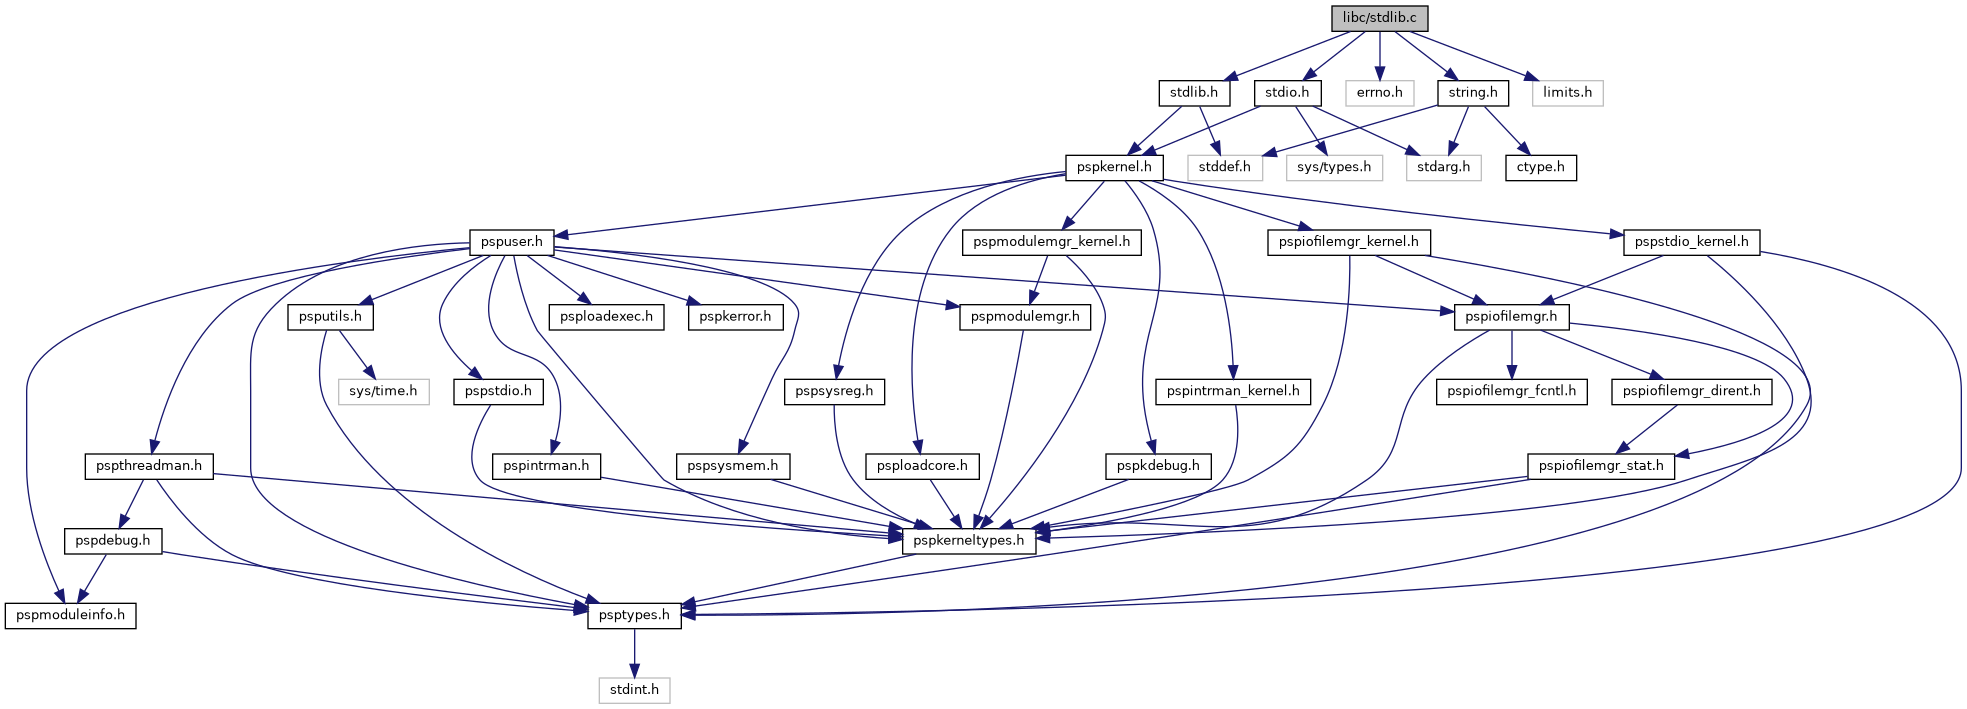 libc/stdlib.c
stdlib.h
stdio.h
errno.h
string.h
limits.h
pspkernel.h
stddef.h
sys/types.h
stdarg.h
ctype.h
pspuser.h
pspmodulemgr_kernel.h
pspiofilemgr_kernel.h
pspstdio_kernel.h
psputils.h
psploadexec.h
pspkerror.h
pspmodulemgr.h
pspiofilemgr.h
sys/time.h
pspstdio.h
pspsysreg.h
pspintrman_kernel.h
pspiofilemgr_fcntl.h
pspiofilemgr_dirent.h
pspthreadman.h
pspintrman.h
pspsysmem.h
psploadcore.h
pspkdebug.h
pspiofilemgr_stat.h
pspdebug.h
pspkerneltypes.h
pspmoduleinfo.h
psptypes.h
stdint.h